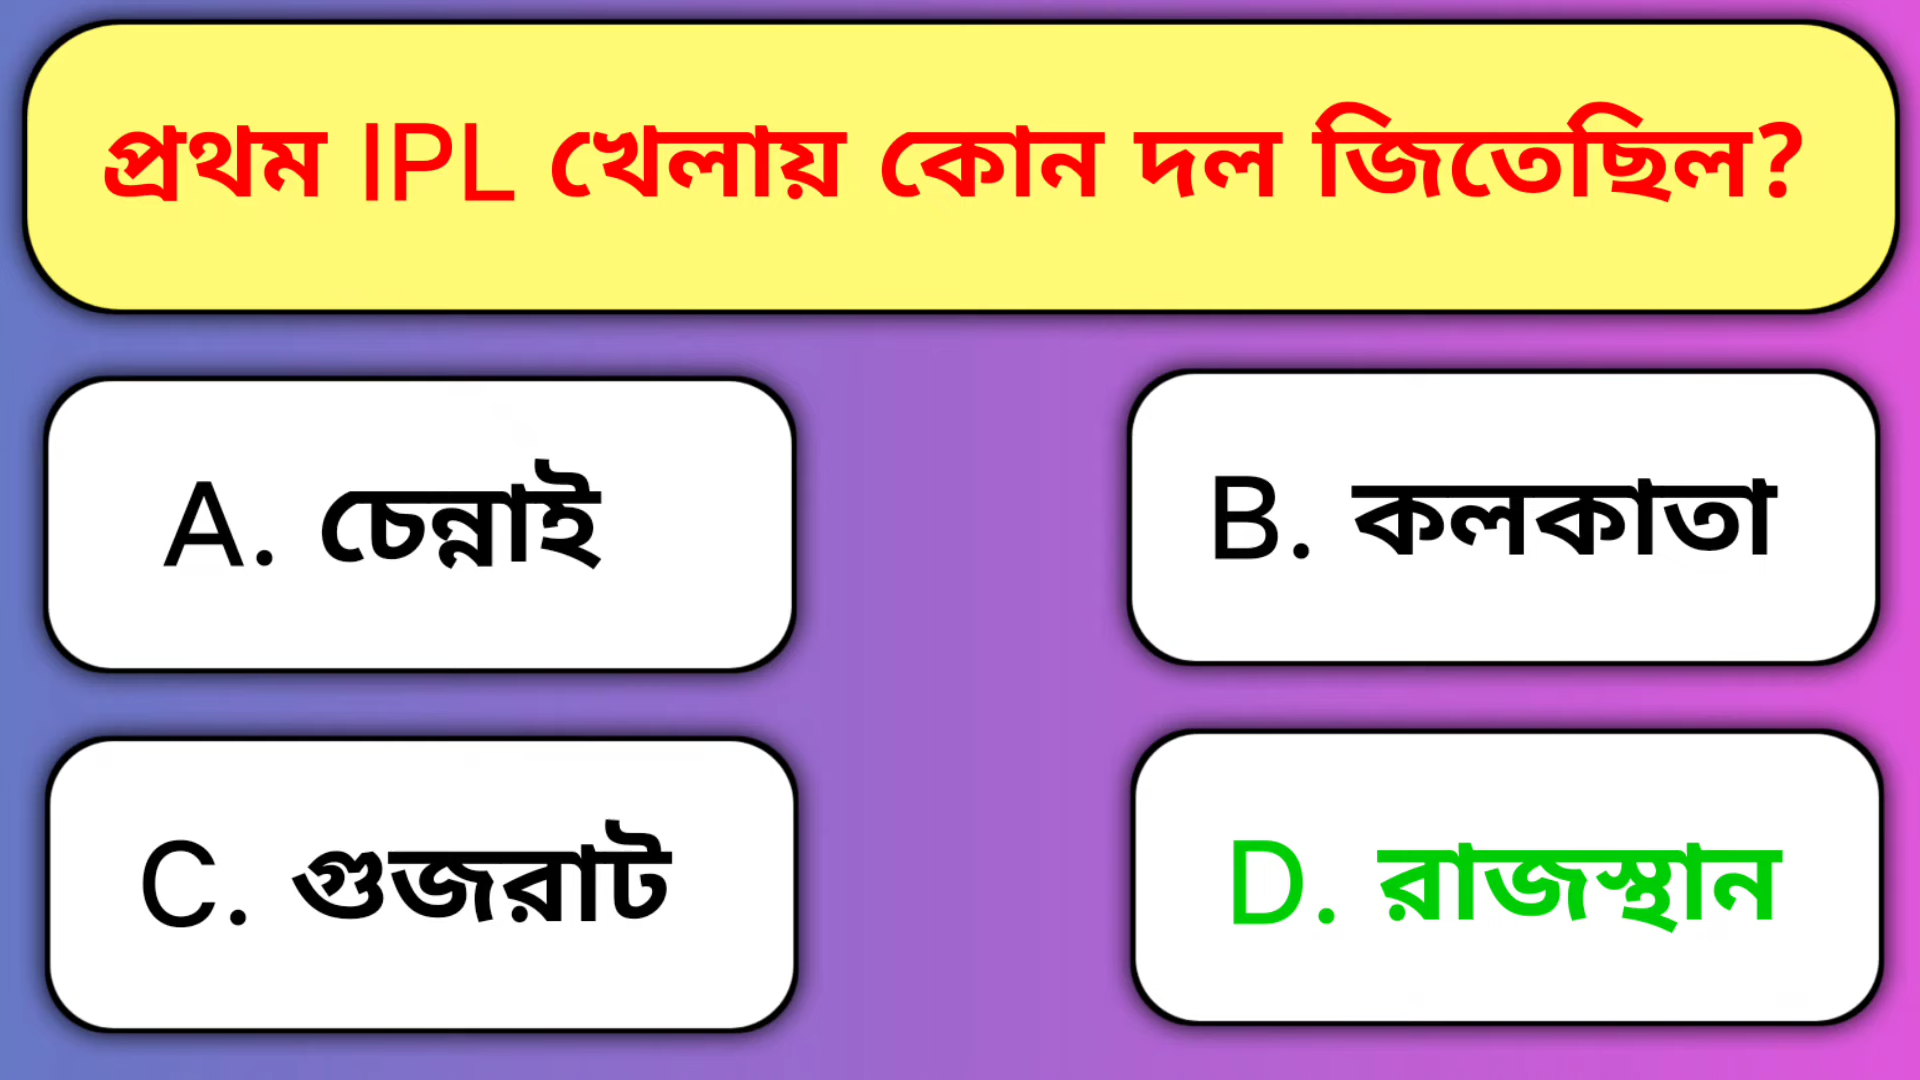 প্রথম IPL খেলায় কোন দল জিতেছিল?
A. চেন্নাই
B. কলকাতা
C. গুজরাট
D. রাজস্থান